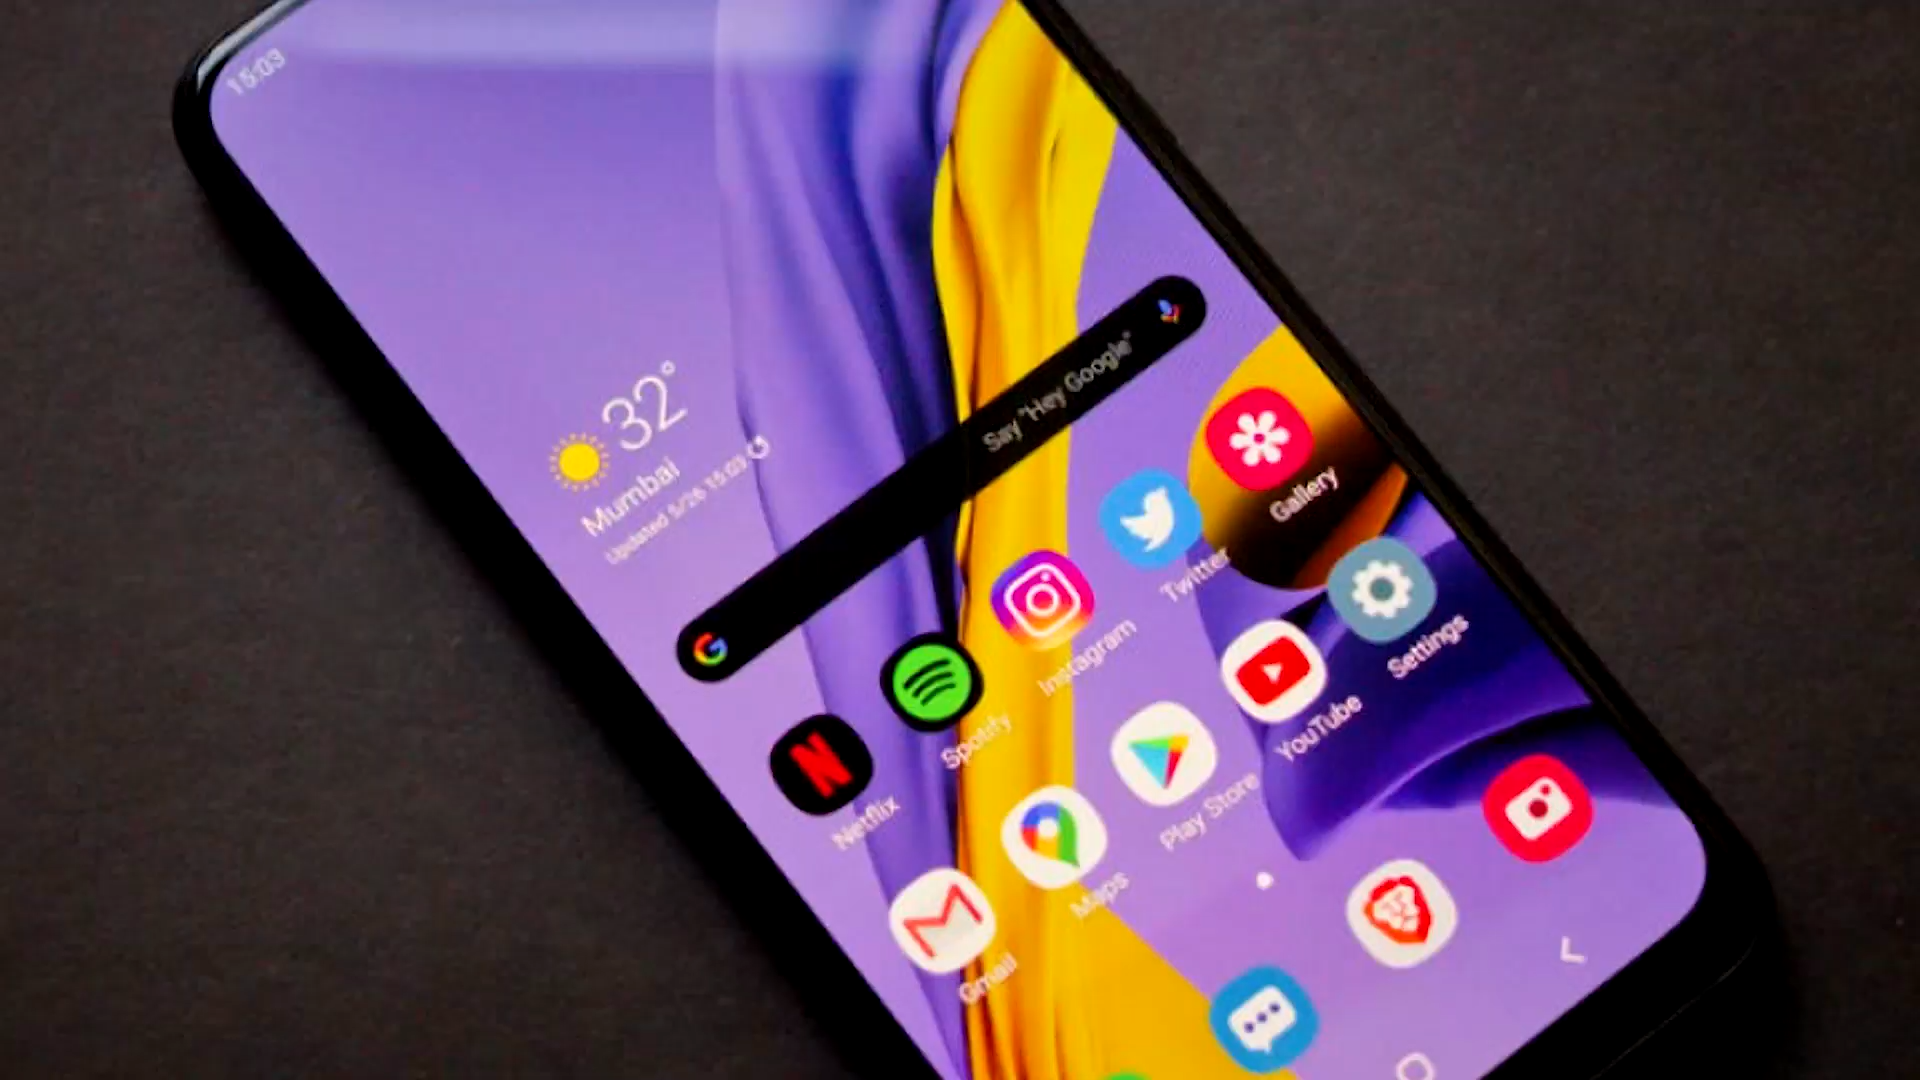 15:03
32°
Mumbai
Updated 5/26 15:03
Say "Hey Google"
Netflix
Spotify
Instagram
Twitter
Gallery
Gmail
Maps
Play Store
YouTube
Settings